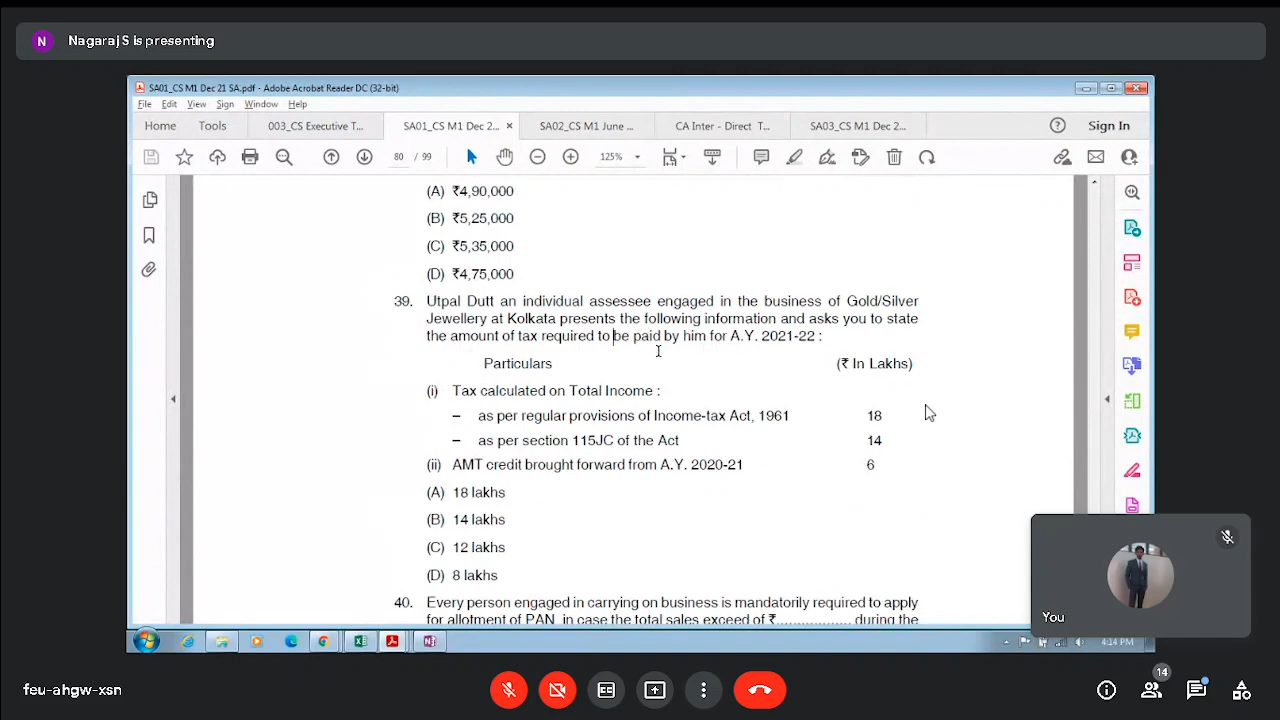 N Nagaraj S is presenting
SA01_CS M1 Dec 21 SA.pdf - Adobe Acrobat Reader DC (32-bit)
File Edit View Sign Window Help
Home Tools 003_CS Executive T... SA01_CS M1 Dec 2... × SA02_CS M1 June ... CA Inter - Direct T... SA03_CS M1 Dec 2... Sign In
80 / 99 125%
(A) ₹4,90,000
(B) ₹5,25,000
(C) ₹5,35,000
(D) ₹4,75,000
39. Utpal Dutt an individual assessee engaged in the business of Gold/Silver
Jewellery at Kolkata presents the following information and asks you to state
the amount of tax required to be paid by him for A.Y. 2021-22 :
Particulars (₹ In Lakhs)
(i) Tax calculated on Total Income :
– as per regular provisions of Income-tax Act, 1961 18
– as per section 115JC of the Act 14
(ii) AMT credit brought forward from A.Y. 2020-21 6
(A) 18 lakhs
(B) 14 lakhs
(C) 12 lakhs
(D) 8 lakhs
40. Every person engaged in carrying on business is mandatorily required to apply
for allotment of PAN, in case the total sales exceed of ₹.................. during the
You
4:14 PM
feu-ahgw-xsn
14